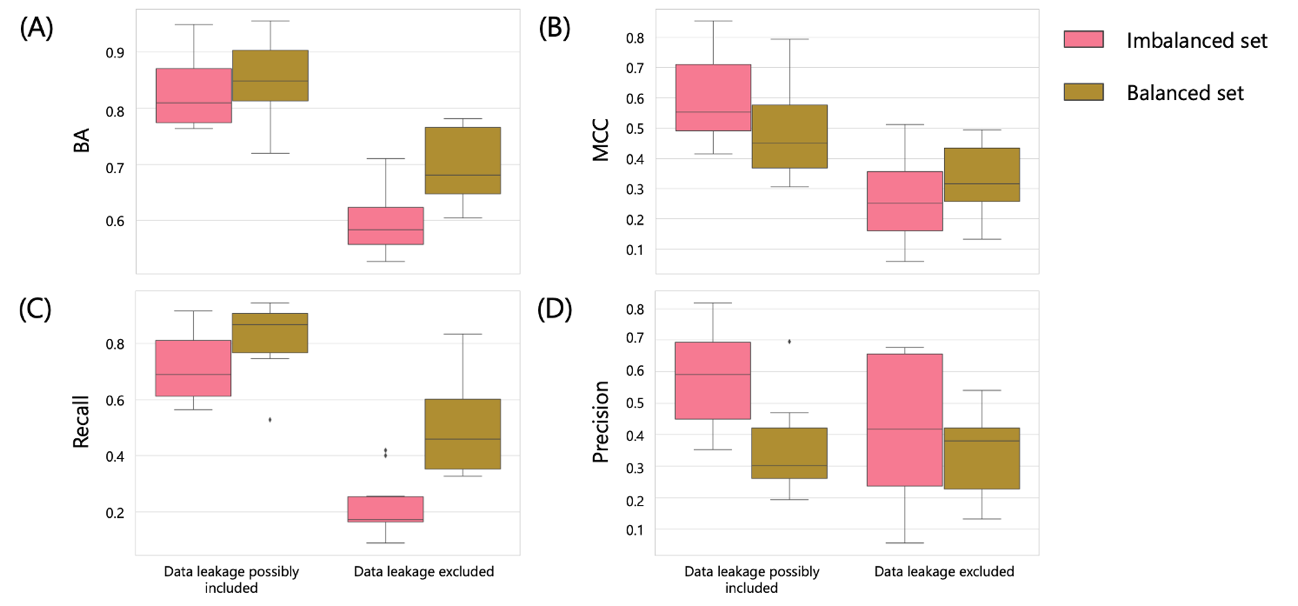 (A)
BA
0.9
0.8
0.7
0.6
(B)
MCC
0.8
0.7
0.6
0.5
0.4
0.3
0.2
0.1
Imbalanced set
Balanced set
(C)
Recall
0.8
0.6
0.4
0.2
Data leakage possibly
included
Data leakage excluded
(D)
Precision
0.8
0.7
0.6
0.5
0.4
0.3
0.2
0.1
Data leakage possibly
included
Data leakage excluded